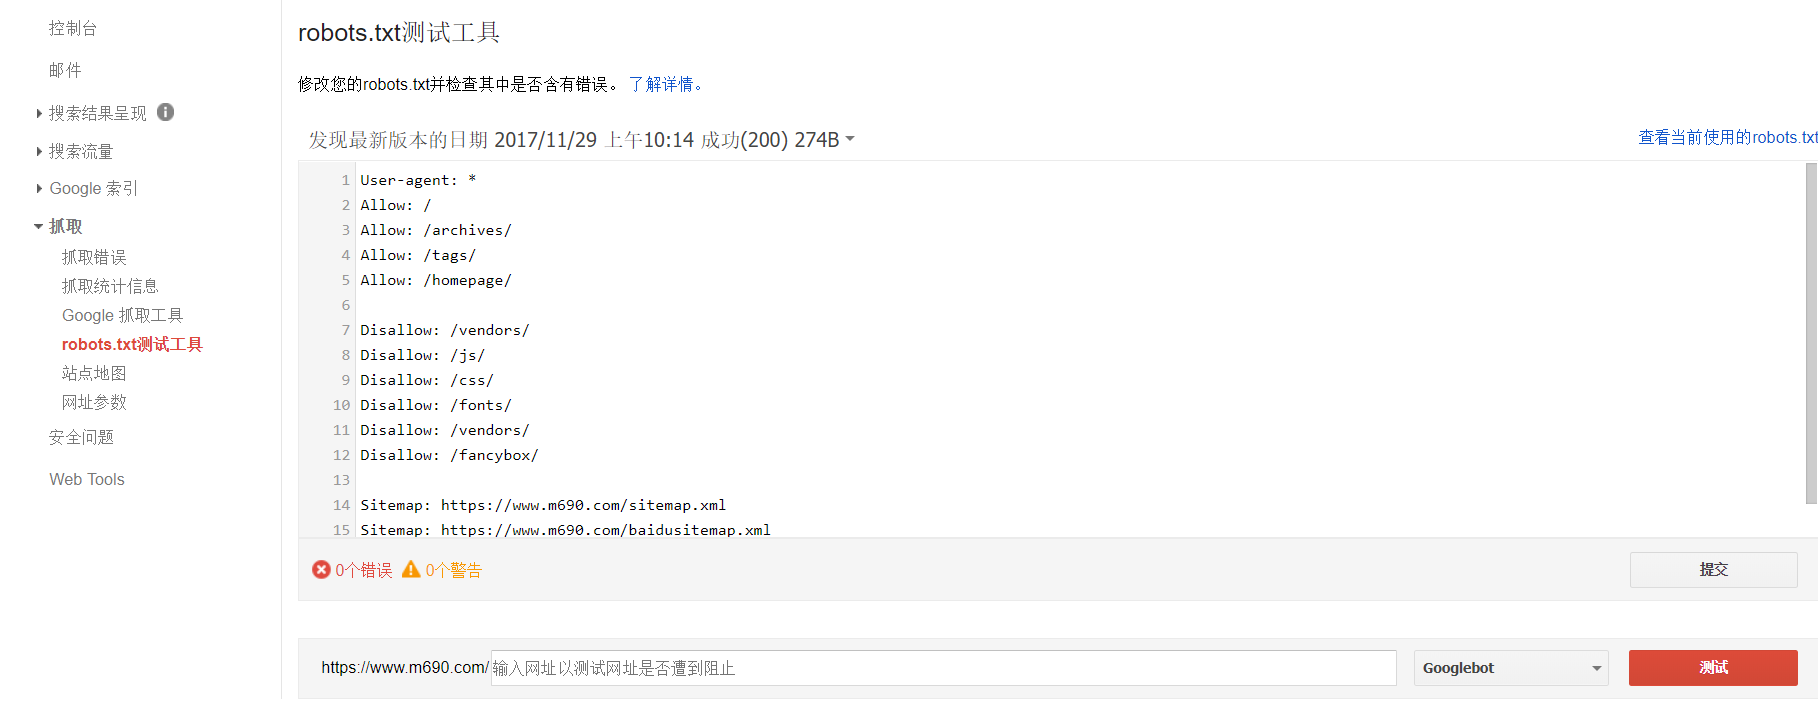 控制台
邮件
搜索结果呈现
搜索流量
Google 索引
抓取
抓取错误
抓取统计信息
Google 抓取工具
robots.txt测试工具
站点地图
网址参数
安全问题
Web Tools
robots.txt测试工具
修改您的robots.txt并检查其中是否含有错误。 了解详情。
发现最新版本的日期 2017/11/29 上午10:14 成功(200) 274B
查看当前使用的robots.txt
1 User-agent: *
2 Allow: /
3 Allow: /archives/
4 Allow: /tags/
5 Allow: /homepage/
6
7 Disallow: /vendors/
8 Disallow: /js/
9 Disallow: /css/
10 Disallow: /fonts/
11 Disallow: /vendors/
12 Disallow: /fancybox/
13
14 Sitemap: https://www.m690.com/sitemap.xml
15 Sitemap: https://www.m690.com/baidusitemap.xml
0个错误 0个警告
提交
https://www.m690.com/ 输入网址以测试网址是否遭到阻止 Googlebot 测试